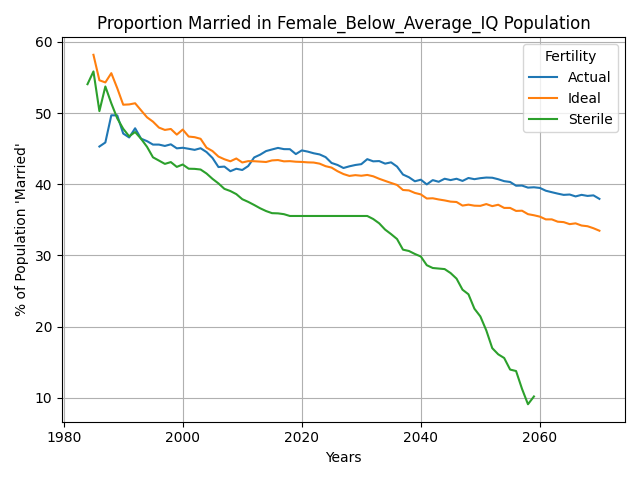 Proportion Married in Female_Below_Average_IQ Population
% of Population 'Married'
60
50
40
30
20
10
1980
2000
2020
2040
2060
Years
Fertility
Actual
Ideal
Sterile